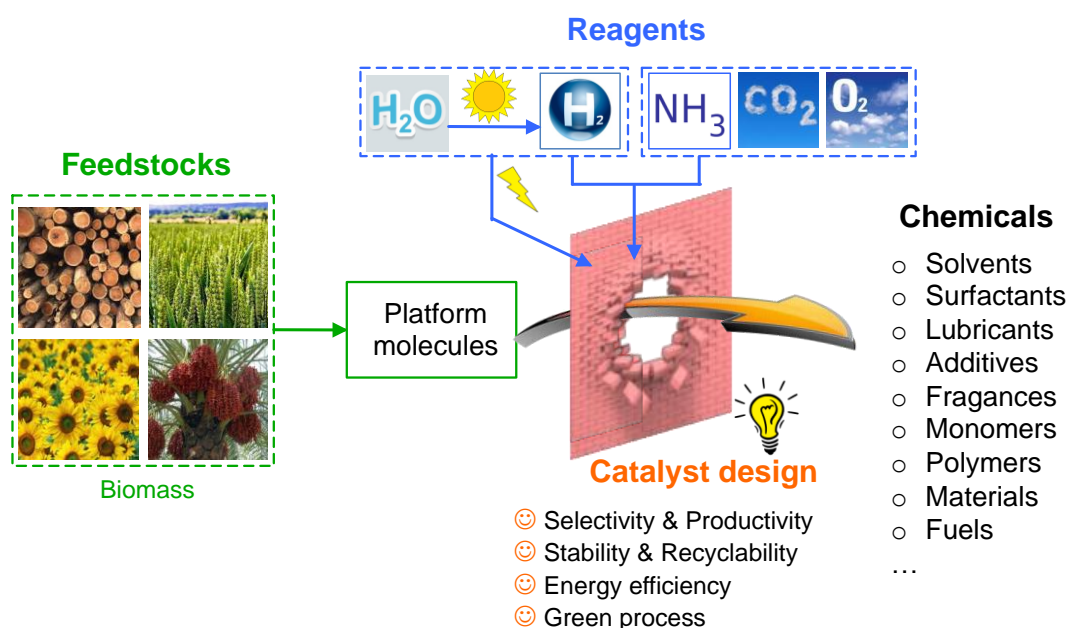 Reagents
H₂O
H₂
NH₃
CO₂
O₂
Feedstocks
Biomass
Platform
molecules
Catalyst design
Selectivity & Productivity
Stability & Recyclability
Energy efficiency
Green process
Chemicals
o Solvents
o Surfactants
o Lubricants
o Additives
o Fragances
o Monomers
o Polymers
o Materials
o Fuels
…